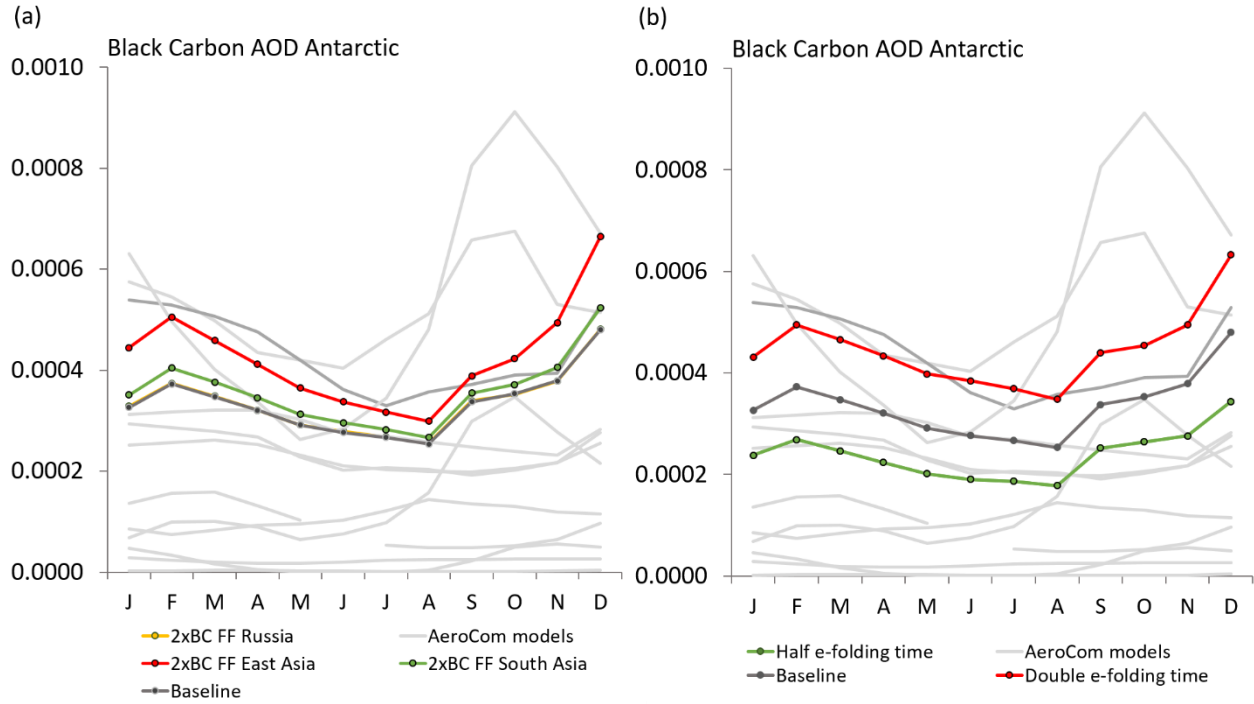 (a)
Black Carbon AOD Antarctic
0.0010
0.0008
0.0006
0.0004
0.0002
0.0000
J F M A M J J A S O N D
2xBC FF Russia AeroCom models
2xBC FF East Asia 2xBC FF South Asia
Baseline
(b)
Black Carbon AOD Antarctic
0.0010
0.0008
0.0006
0.0004
0.0002
0.0000
J F M A M J J A S O N D
Half e-folding time AeroCom models
Baseline Double e-folding time